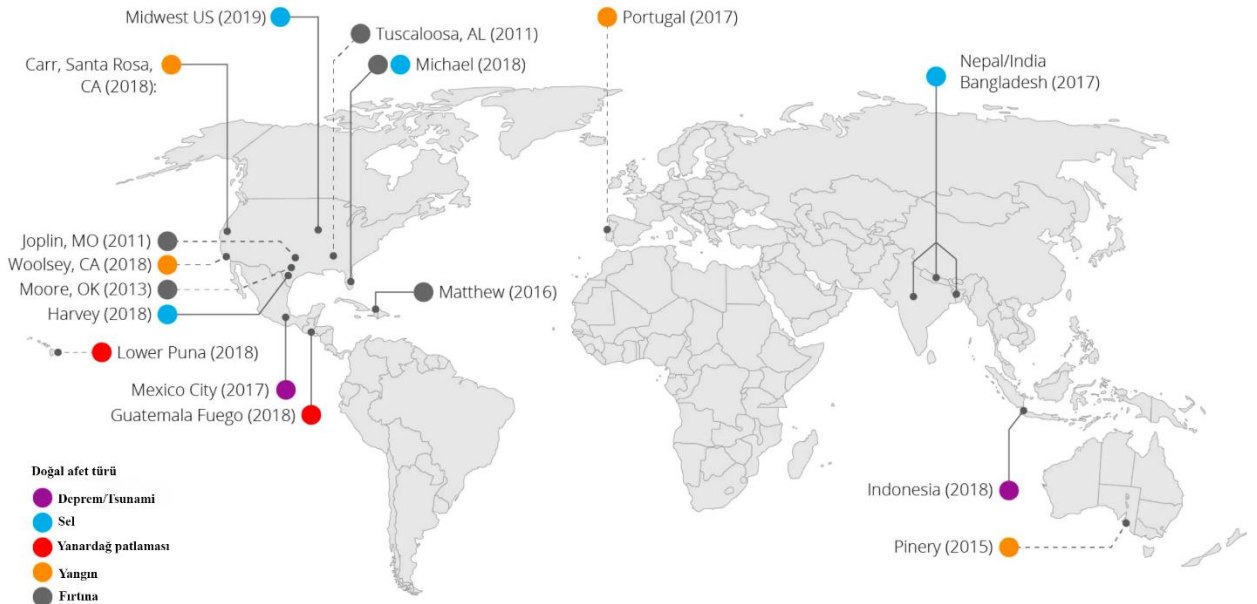 Midwest US (2019)
Portugal (2017)
Tuscaloosa, AL (2011)
Carr, Santa Rosa,
CA (2018):
Michael (2018)
Nepal/India
Bangladesh (2017)
Joplin, MO (2011)
Woolsey, CA (2018)
Moore, OK (2013)
Harvey (2018)
Matthew (2016)
Lower Puna (2018)
Mexico City (2017)
Guatemala Fuego (2018)
Indonesia (2018)
Pinery (2015)
Doğal afet türü
Deprem/Tsunami
Sel
Yanardağ patlaması
Yangın
Fırtına